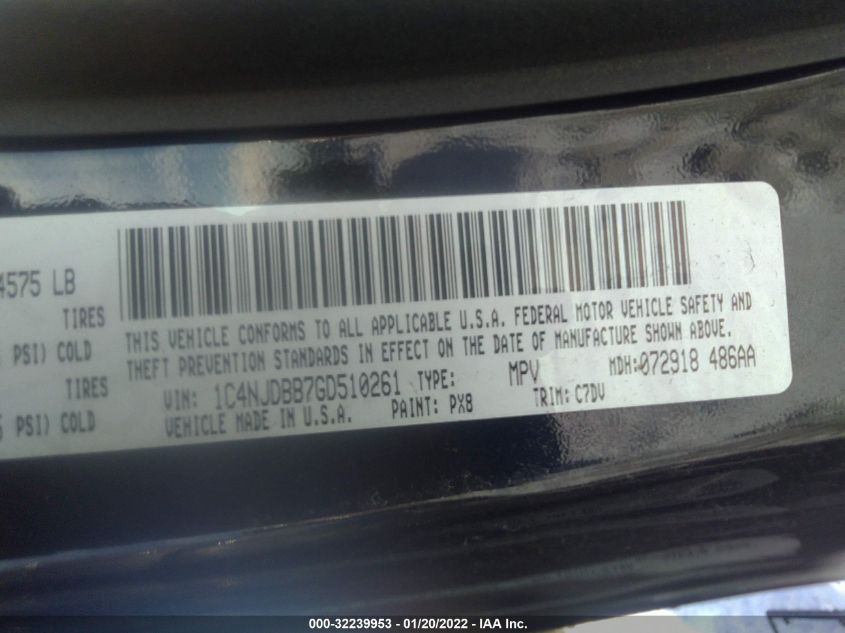 4575 LB
TIRES
PSI) COLD
TIRES
PSI) COLD
THIS VEHICLE CONFORMS TO ALL APPLICABLE U.S.A. FEDERAL MOTOR VEHICLE SAFETY AND
THEFT PREVENTION STANDARDS IN EFFECT ON THE DATE OF MANUFACTURE SHOWN ABOVE.
VIN: 1C4NJDBB7GD510261 TYPE: MPV MDH:072918 486AA
VEHICLE MADE IN U.S.A. PAINT: PX8 TRIM: C7DV
000-32239953 - 01/20/2022 - IAA Inc.